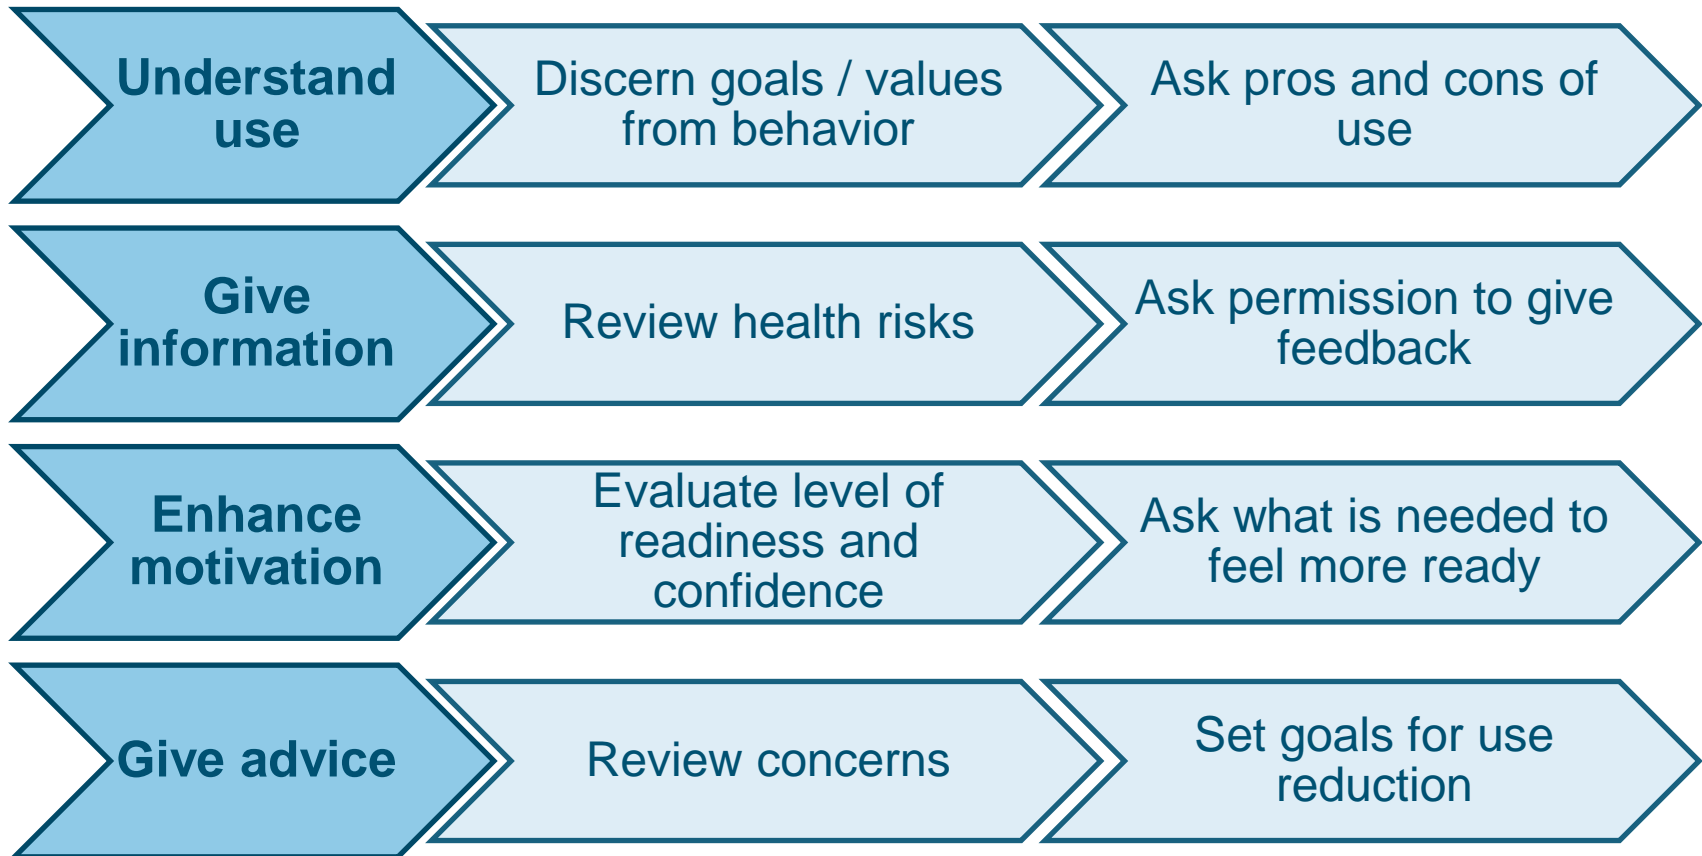 Understand
use
Discern goals / values
from behavior
Ask pros and cons of
use
Give
information
Review health risks
Ask permission to give
feedback
Enhance
motivation
Evaluate level of
readiness and
confidence
Ask what is needed to
feel more ready
Give advice
Review concerns
Set goals for use
reduction